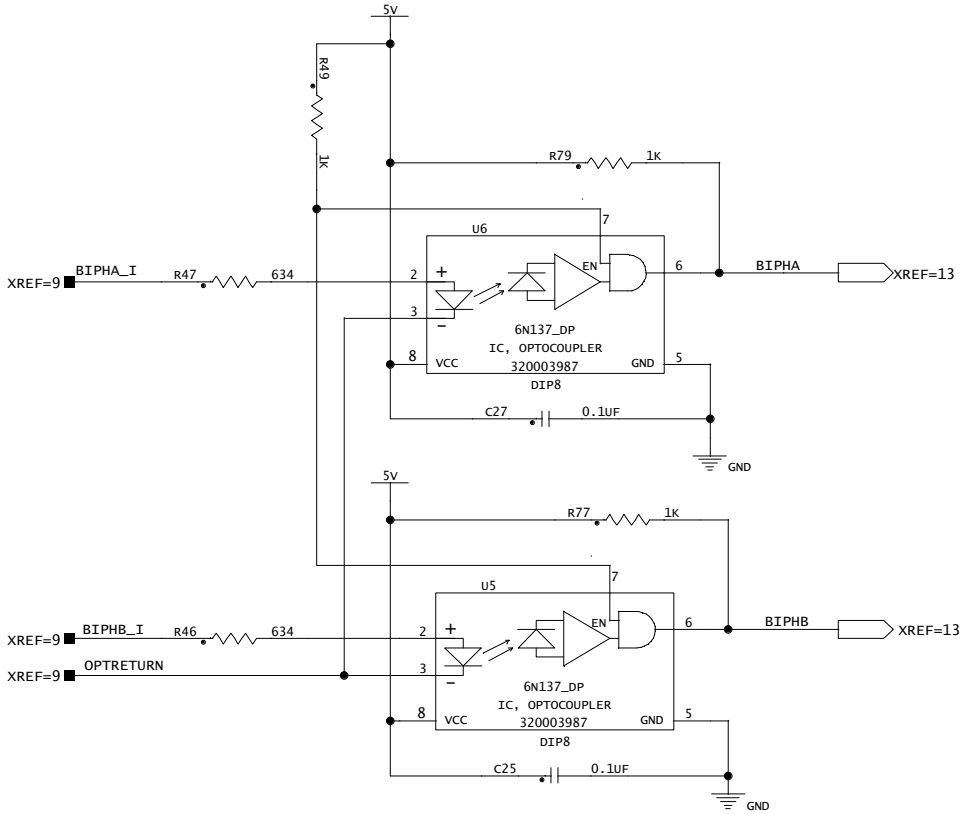 5V
R49
1K
R79 1K
7
U6
BIPHA_I
XREF=9
R47 634
2 +
EN
6
BIPHA
XREF=13
3 −
6N137_DP
IC, OPTOCOUPLER
8 VCC
320003987
GND 5
DIP8
C27 0.1UF
GND
5V
R77 1K
7
U5
BIPHB_I
XREF=9
R46 634
2 +
EN
6
BIPHB
XREF=13
OPTRETURN
XREF=9
3 −
6N137_DP
IC, OPTOCOUPLER
8 VCC
320003987
GND 5
DIP8
C25 0.1UF
GND